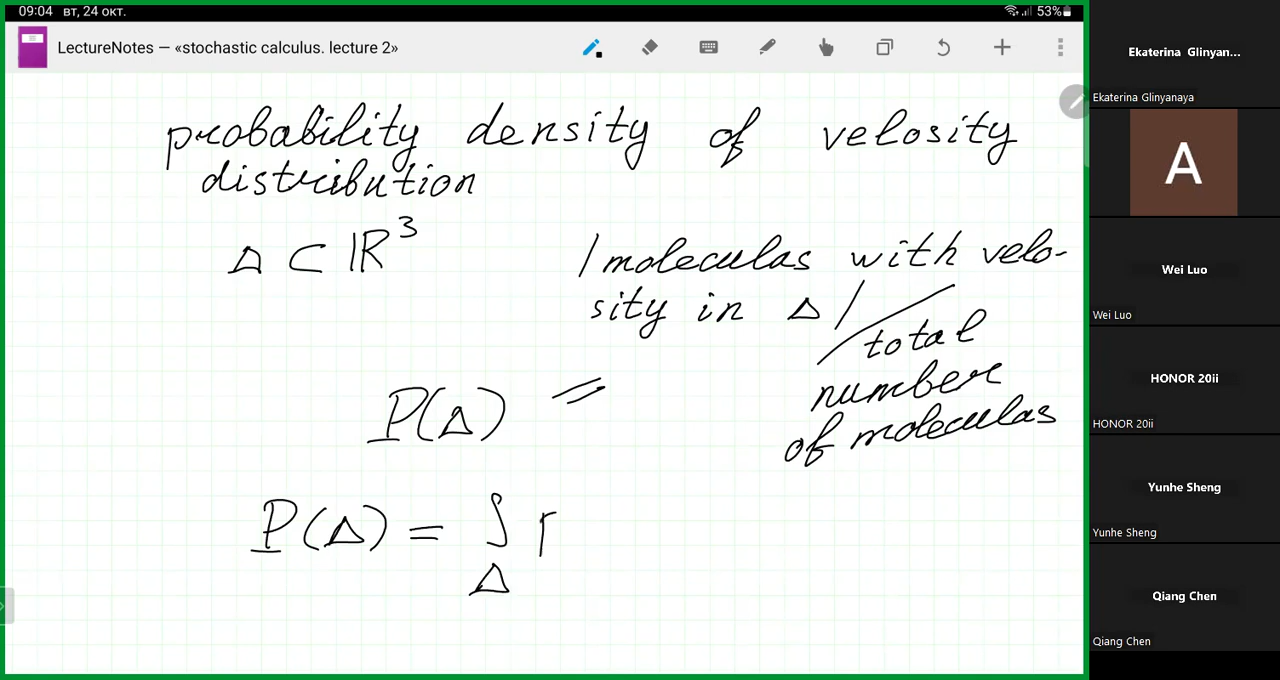 09:04 вт, 24 окт. 53%
LectureNotes — «stochastic calculus. lecture 2»
probability density of velosity
distribution
Δ ⊂ ℝ³
/moleculas with velo-
sity in Δ/
/total
number
of moleculas
P(Δ) =
P(Δ) = ∫
Δ
Ekaterina Glinyan...
Ekaterina Glinyanaya
A
Wei Luo
Wei Luo
HONOR 20ii
HONOR 20ii
Yunhe Sheng
Yunhe Sheng
Qiang Chen
Qiang Chen